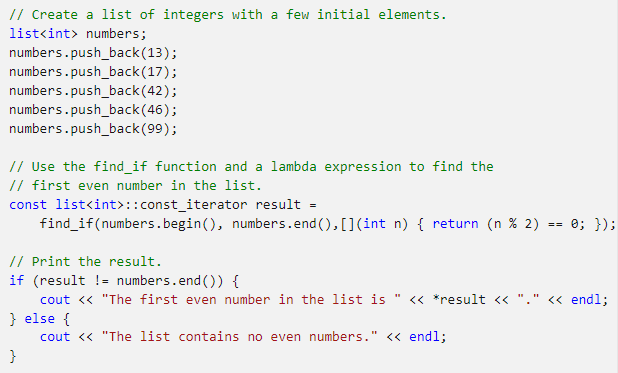 // Create a list of integers with a few initial elements.
list<int> numbers;
numbers.push_back(13);
numbers.push_back(17);
numbers.push_back(42);
numbers.push_back(46);
numbers.push_back(99);

// Use the find_if function and a lambda expression to find the
// first even number in the list.
const list<int>::const_iterator result =
    find_if(numbers.begin(), numbers.end(),[](int n) { return (n % 2) == 0; });

// Print the result.
if (result != numbers.end()) {
    cout << "The first even number in the list is " << *result << "." << endl;
} else {
    cout << "The list contains no even numbers." << endl;
}